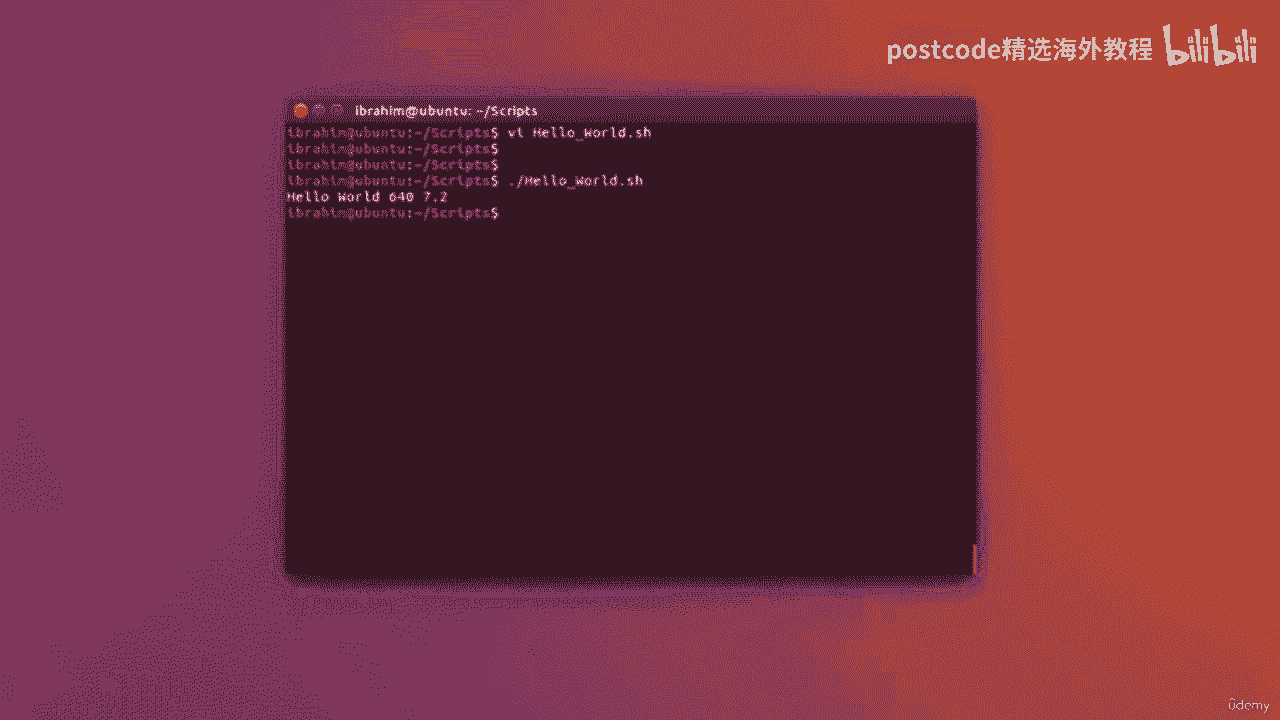 postcode精选海外教程 bilibili
ibrahim@ubuntu: ~/Scripts
ibrahim@ubuntu:~/Scripts$ vi Hello_World.sh
ibrahim@ubuntu:~/Scripts$
ibrahim@ubuntu:~/Scripts$
ibrahim@ubuntu:~/Scripts$ ./Hello_World.sh
Hello World 640 7.2
ibrahim@ubuntu:~/Scripts$
ûdemy